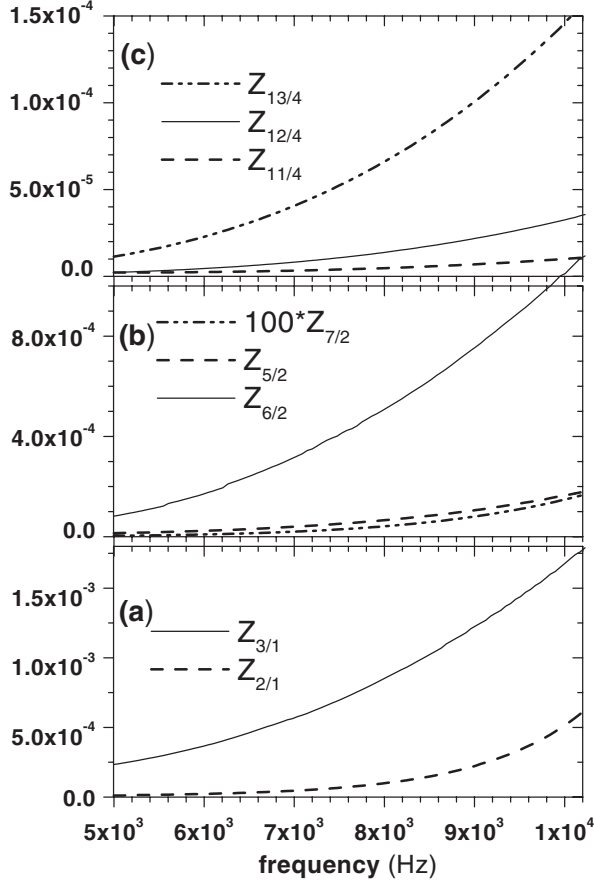 1.5x10⁻⁴
(c)
Z₁₃/₄
1.0x10⁻⁴
Z₁₂/₄
Z₁₁/₄
5.0x10⁻⁵
0.0
(b)
100*Z₇/₂
8.0x10⁻⁴
Z₅/₂
Z₆/₂
4.0x10⁻⁴
0.0
1.5x10⁻³
(a)
Z₃/₁
1.0x10⁻³
Z₂/₁
5.0x10⁻⁴
0.0
5x10³ 6x10³ 7x10³ 8x10³ 9x10³ 1x10⁴
frequency (Hz)